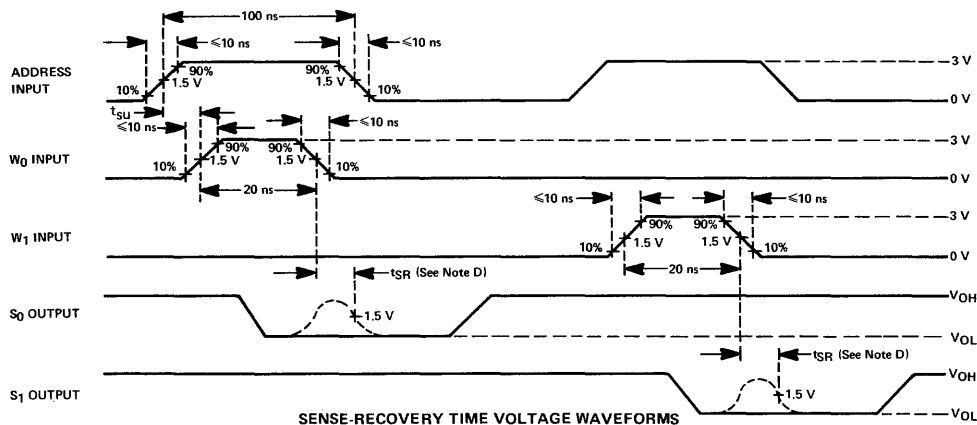 100 ns
⩽10 ns
⩽10 ns
ADDRESS
INPUT
10%
90%
1.5 V
90%
1.5 V
10%
3 V
0 V
tsu
⩽10 ns
⩽10 ns
W0 INPUT
10%
90%
1.5 V
90%
1.5 V
10%
3 V
0 V
20 ns
⩽10 ns
⩽10 ns
W1 INPUT
10%
90%
1.5 V
90%
1.5 V
10%
3 V
0 V
20 ns
tSR (See Note D)
S0 OUTPUT
1.5 V
VOH
VOL
tSR (See Note D)
S1 OUTPUT
1.5 V
VOH
VOL
SENSE-RECOVERY TIME VOLTAGE WAVEFORMS